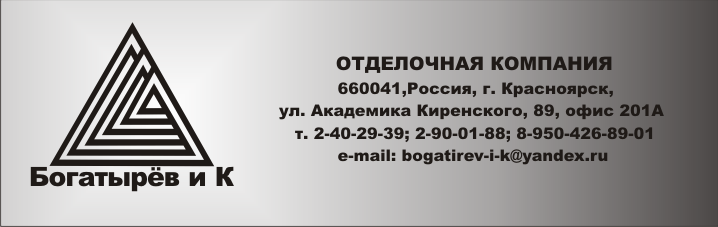 Богатырёв и К
ОТДЕЛОЧНАЯ КОМПАНИЯ
660041,Россия, г. Красноярск,
ул. Академика Киренского, 89, офис 201А
т. 2-40-29-39; 2-90-01-88; 8-950-426-89-01
e-mail: bogatirev-i-k@yandex.ru